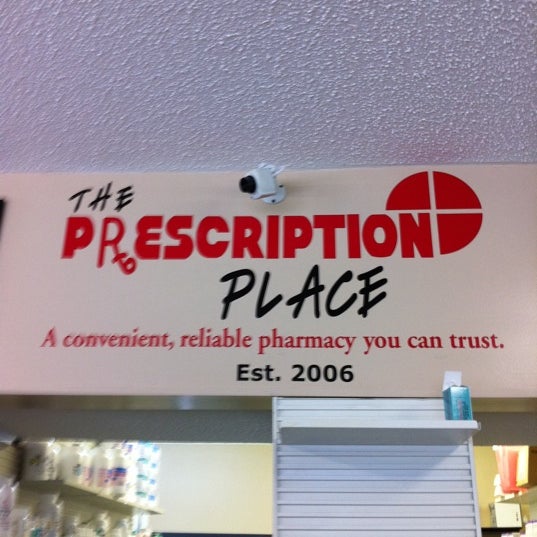 THE
PRESCRIPTION
PLACE
A convenient, reliable pharmacy you can trust.
Est. 2006